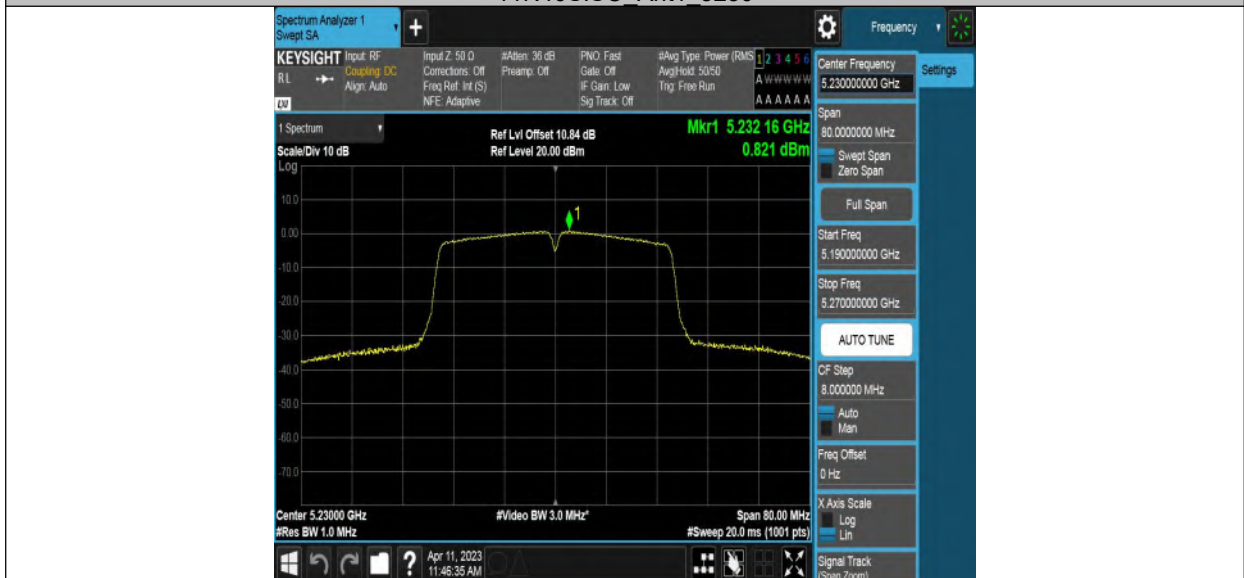 Spectrum Analyzer 1
Swept SA
+
Frequency
KEYSIGHT
RL
LXI
Input: RF
Coupling: DC
Align: Auto
Input Z: 50 Ω
Corrections: Off
Freq Ref: Int (S)
NFE: Adaptive
#Atten: 36 dB
Preamp: Off
PNO: Fast
Gate: Off
IF Gain: Low
Sig Track: Off
#Avg Type: Power (RMS
Avg|Hold: 50/50
Trig: Free Run
1 2 3 4 5 6
A W W W W W
A A A A A A
Center Frequency
5.230000000 GHz
Settings
1 Spectrum
Scale/Div 10 dB
Log
Ref Lvl Offset 10.84 dB
Ref Level 20.00 dBm
Mkr1 5.232 16 GHz
0.821 dBm
Span
80.0000000 MHz
Swept Span
Zero Span
Full Span
Start Freq
5.190000000 GHz
Stop Freq
5.270000000 GHz
AUTO TUNE
CF Step
8.000000 MHz
Auto
Man
Freq Offset
0 Hz
X Axis Scale
Log
Lin
Signal Track
(Span Zoom)
10.0
0.00
-10.0
-20.0
-30.0
-40.0
-50.0
-60.0
-70.0
1
Center 5.23000 GHz
#Res BW 1.0 MHz
#Video BW 3.0 MHz*
Span 80.00 MHz
#Sweep 20.0 ms (1001 pts)
?
Apr 11, 2023
11:46:35 AM